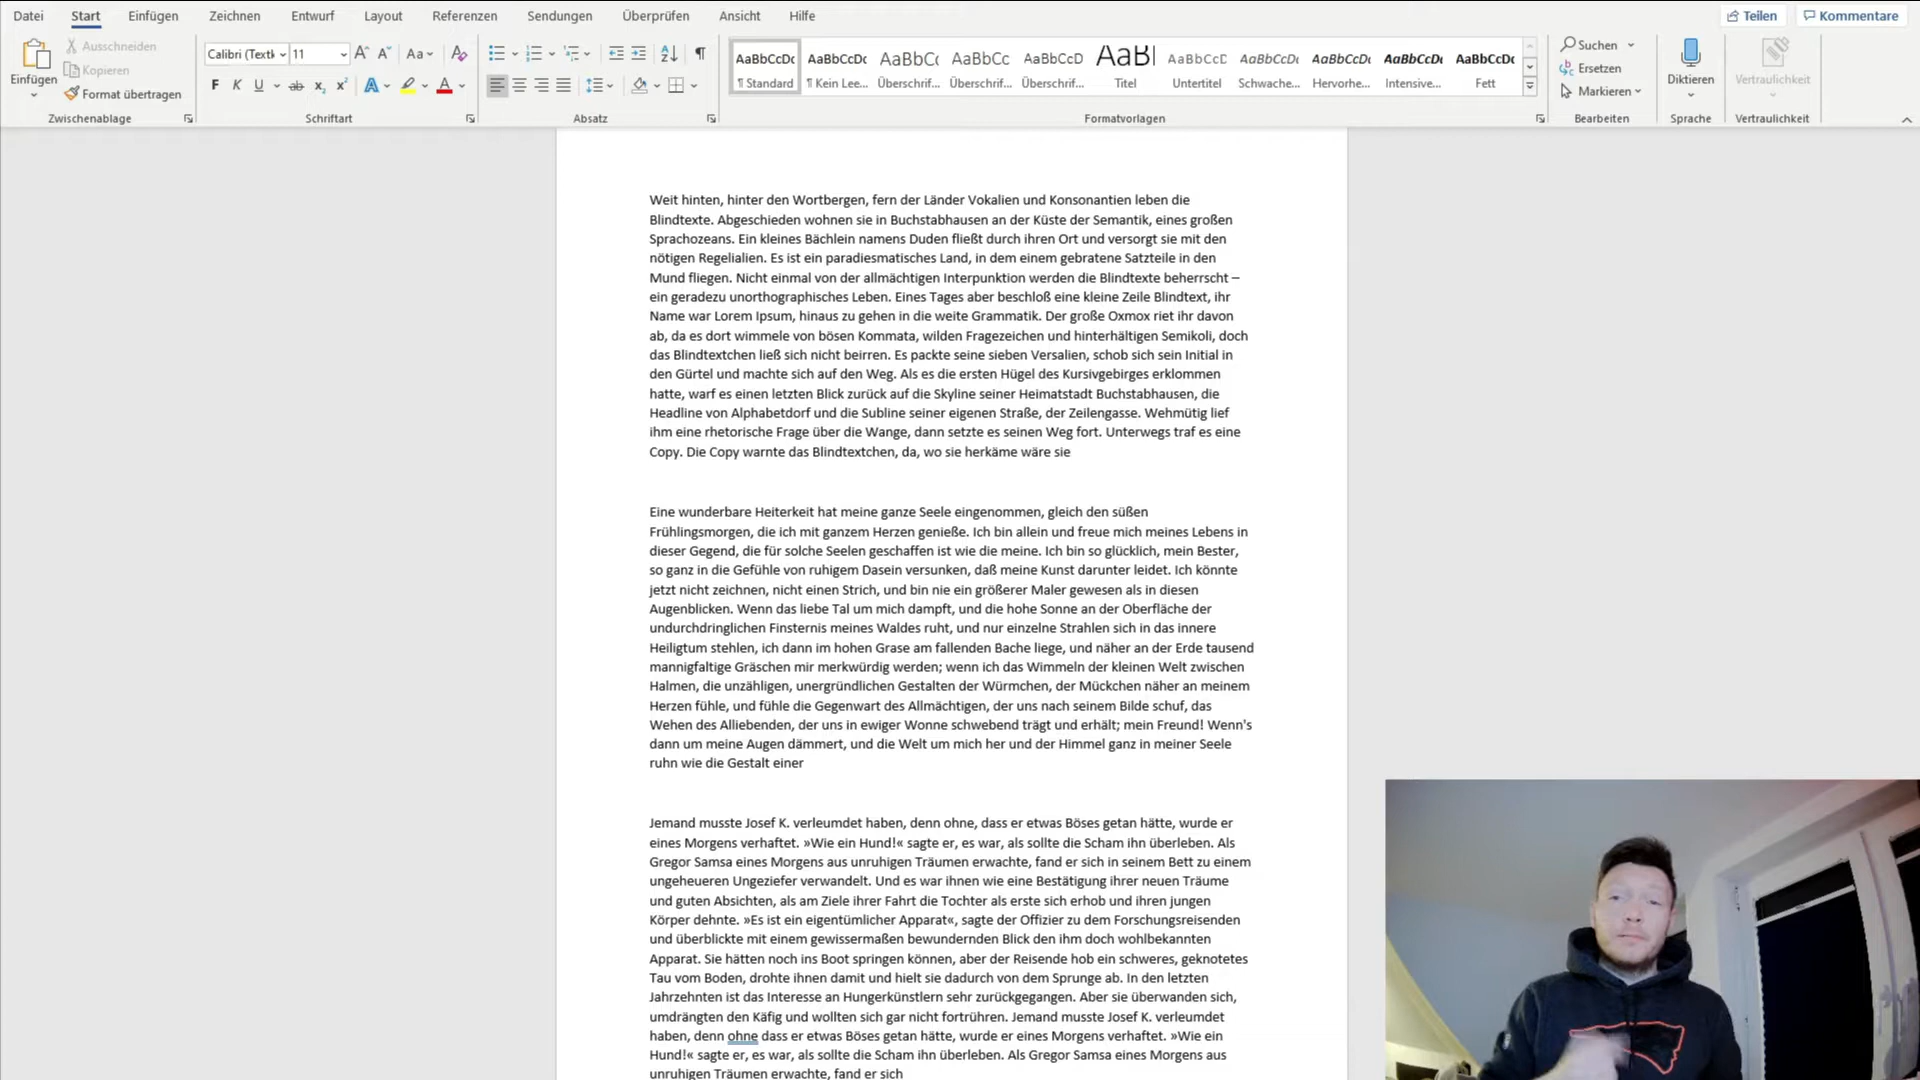 Datei Start Einfügen Zeichnen Entwurf Layout Referenzen Sendungen Überprüfen Ansicht Hilfe Teilen Kommentare
Einfügen
Ausschneiden
Kopieren
Format übertragen
Zwischenablage
Calibri (Textk 11
Aa
F K U ab x₂ x² A A
Schriftart
Absatz
AaBbCcDc AaBbCcDc AaBbC( AaBbCc AaBbCcD AaB AaBbCcD AaBbCcDc AaBbCcDc AaBbCcDc AaBbCcDc
¶ Standard ¶ Kein Lee... Überschrif... Überschrif... Überschrif... Titel Untertitel Schwache... Hervorhe... Intensive... Fett
Formatvorlagen
Suchen
Ersetzen
Markieren
Bearbeiten
Diktieren
Sprache
Vertraulichkeit
Vertraulichkeit
Weit hinten, hinter den Wortbergen, fern der Länder Vokalien und Konsonantien leben die
Blindtexte. Abgeschieden wohnen sie in Buchstabhausen an der Küste der Semantik, eines großen
Sprachozeans. Ein kleines Bächlein namens Duden fließt durch ihren Ort und versorgt sie mit den
nötigen Regelialien. Es ist ein paradiesmatisches Land, in dem einem gebratene Satzteile in den
Mund fliegen. Nicht einmal von der allmächtigen Interpunktion werden die Blindtexte beherrscht –
ein geradezu unorthographisches Leben. Eines Tages aber beschloß eine kleine Zeile Blindtext, ihr
Name war Lorem Ipsum, hinaus zu gehen in die weite Grammatik. Der große Oxmox riet ihr davon
ab, da es dort wimmele von bösen Kommata, wilden Fragezeichen und hinterhältigen Semikoli, doch
das Blindtextchen ließ sich nicht beirren. Es packte seine sieben Versalien, schob sich sein Initial in
den Gürtel und machte sich auf den Weg. Als es die ersten Hügel des Kursivgebirges erklommen
hatte, warf es einen letzten Blick zurück auf die Skyline seiner Heimatstadt Buchstabhausen, die
Headline von Alphabetdorf und die Subline seiner eigenen Straße, der Zeilengasse. Wehmütig lief
ihm eine rhetorische Frage über die Wange, dann setzte es seinen Weg fort. Unterwegs traf es eine
Copy. Die Copy warnte das Blindtextchen, da, wo sie herkäme wäre sie
Eine wunderbare Heiterkeit hat meine ganze Seele eingenommen, gleich den süßen
Frühlingsmorgen, die ich mit ganzem Herzen genieße. Ich bin allein und freue mich meines Lebens in
dieser Gegend, die für solche Seelen geschaffen ist wie die meine. Ich bin so glücklich, mein Bester,
so ganz in die Gefühle von ruhigem Dasein versunken, daß meine Kunst darunter leidet. Ich könnte
jetzt nicht zeichnen, nicht einen Strich, und bin nie ein größerer Maler gewesen als in diesen
Augenblicken. Wenn das liebe Tal um mich dampft, und die hohe Sonne an der Oberfläche der
undurchdringlichen Finsternis meines Waldes ruht, und nur einzelne Strahlen sich in das innere
Heiligtum stehlen, ich dann im hohen Grase am fallenden Bache liege, und näher an der Erde tausend
mannigfaltige Gräschen mir merkwürdig werden; wenn ich das Wimmeln der kleinen Welt zwischen
Halmen, die unzähligen, unergründlichen Gestalten der Würmchen, der Mückchen näher an meinem
Herzen fühle, und fühle die Gegenwart des Allmächtigen, der uns nach seinem Bilde schuf, das
Wehen des Alliebenden, der uns in ewiger Wonne schwebend trägt und erhält; mein Freund! Wenn's
dann um meine Augen dämmert, und die Welt um mich her und der Himmel ganz in meiner Seele
ruhn wie die Gestalt einer
Jemand musste Josef K. verleumdet haben, denn ohne, dass er etwas Böses getan hätte, wurde er
eines Morgens verhaftet. »Wie ein Hund!« sagte er, es war, als sollte die Scham ihn überleben. Als
Gregor Samsa eines Morgens aus unruhigen Träumen erwachte, fand er sich in seinem Bett zu einem
ungeheueren Ungeziefer verwandelt. Und es war ihnen wie eine Bestätigung ihrer neuen Träume
und guten Absichten, als am Ziele ihrer Fahrt die Tochter als erste sich erhob und ihren jungen
Körper dehnte. »Es ist ein eigentümlicher Apparat«, sagte der Offizier zu dem Forschungsreisenden
und überblickte mit einem gewissermaßen bewundernden Blick den ihm doch wohlbekannten
Apparat. Sie hätten noch ins Boot springen können, aber der Reisende hob ein schweres, geknotetes
Tau vom Boden, drohte ihnen damit und hielt sie dadurch von dem Sprunge ab. In den letzten
Jahrzehnten ist das Interesse an Hungerkünstlern sehr zurückgegangen. Aber sie überwanden sich,
umdrängten den Käfig und wollten sich gar nicht fortrühren. Jemand musste Josef K. verleumdet
haben, denn ohne dass er etwas Böses getan hätte, wurde er eines Morgens verhaftet. »Wie ein
Hund!« sagte er, es war, als sollte die Scham ihn überleben. Als Gregor Samsa eines Morgens aus
unruhigen Träumen erwachte, fand er sich